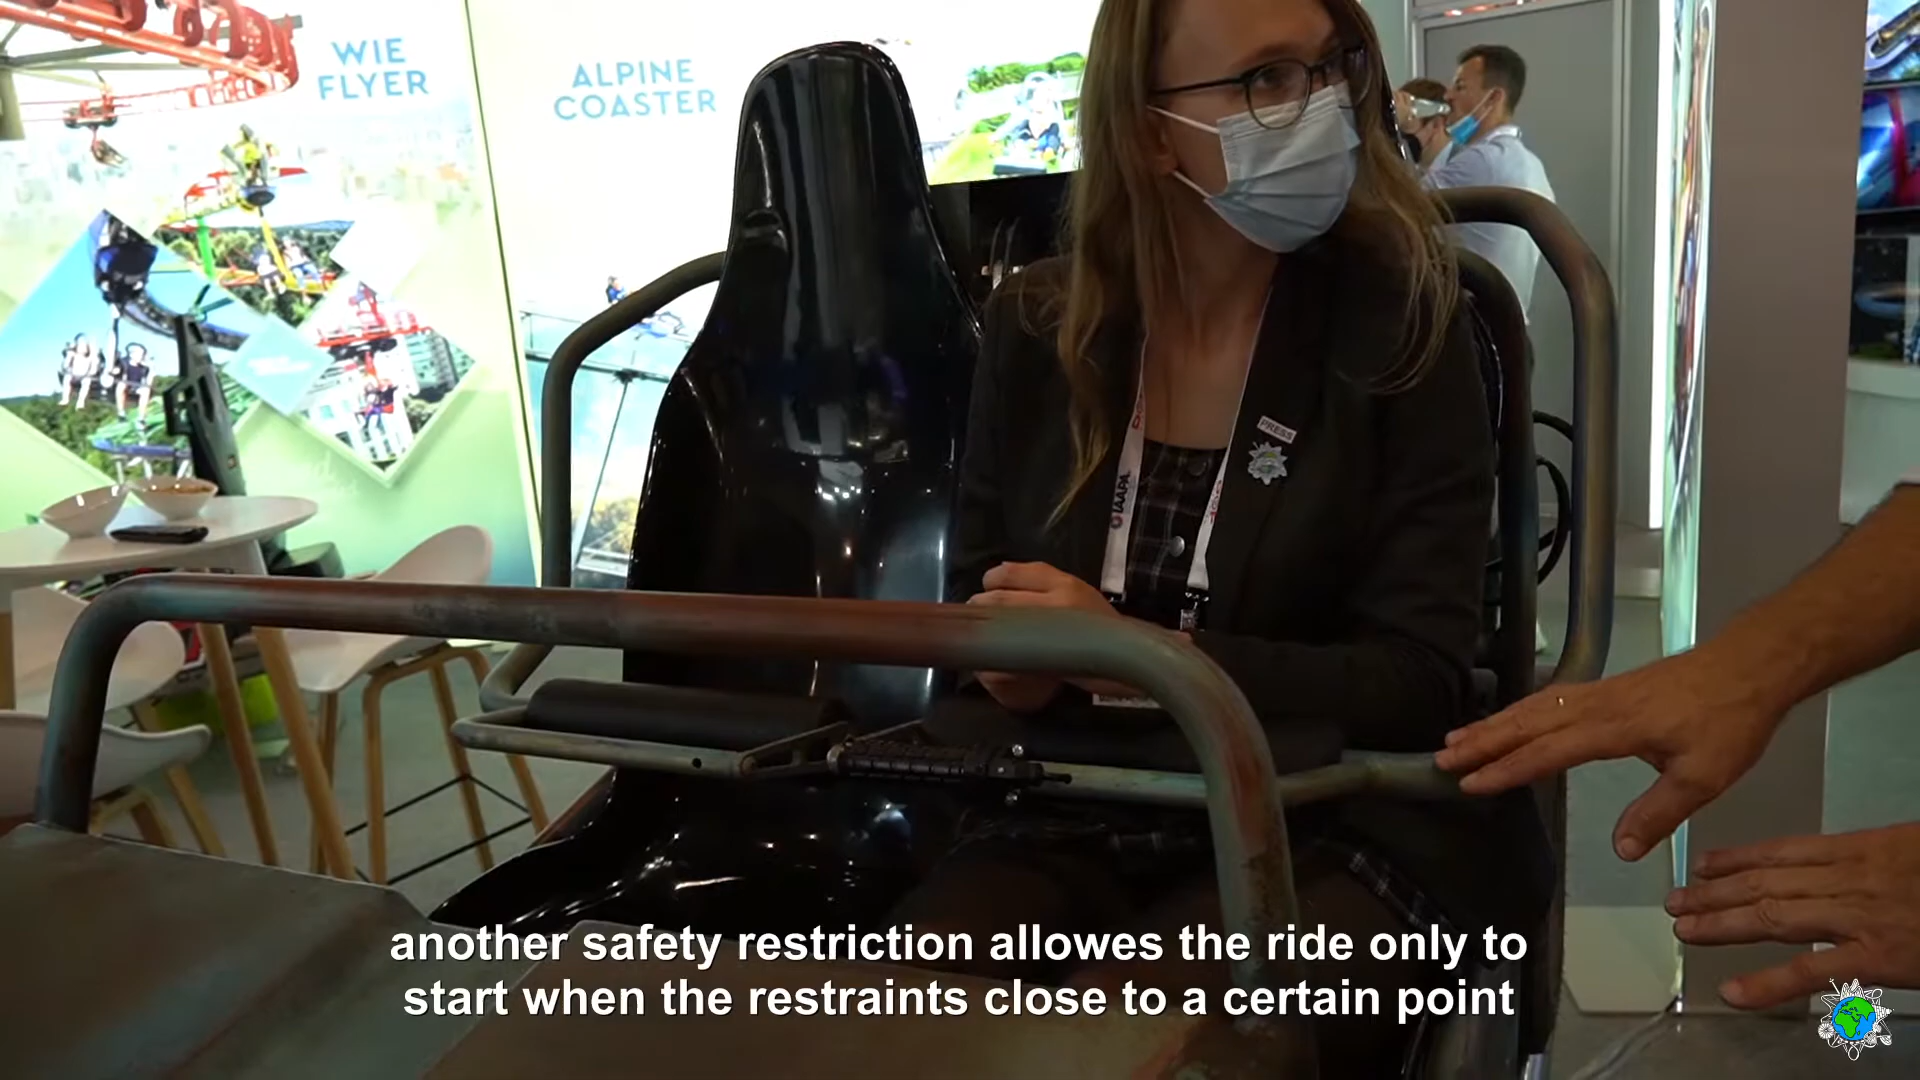 WIE
FLYER
ALPINE
COASTER
PRESS
IAAPA
another safety restriction allowes the ride only to
start when the restraints close to a certain point